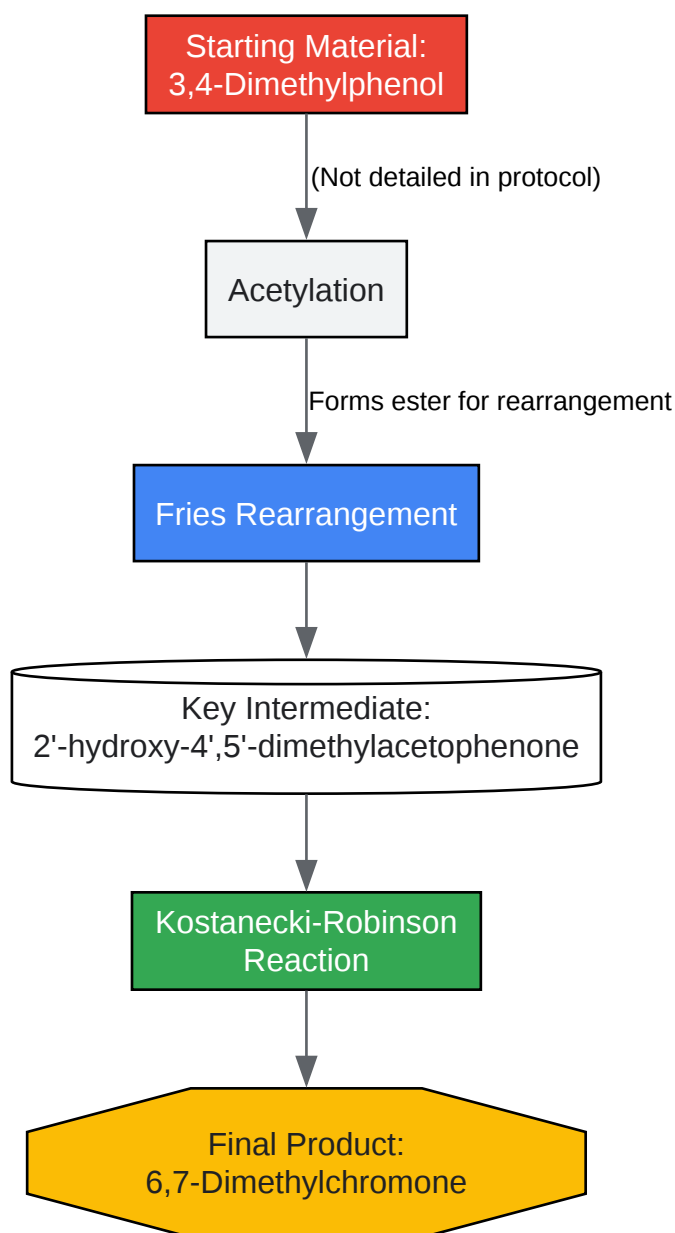 Starting Material:
3,4-Dimethylphenol
(Not detailed in protocol)
Acetylation
Forms ester for rearrangement
Fries Rearrangement
Key Intermediate:
2'-hydroxy-4',5'-dimethylacetophenone
Kostanecki-Robinson
Reaction
Final Product:
6,7-Dimethylchromone